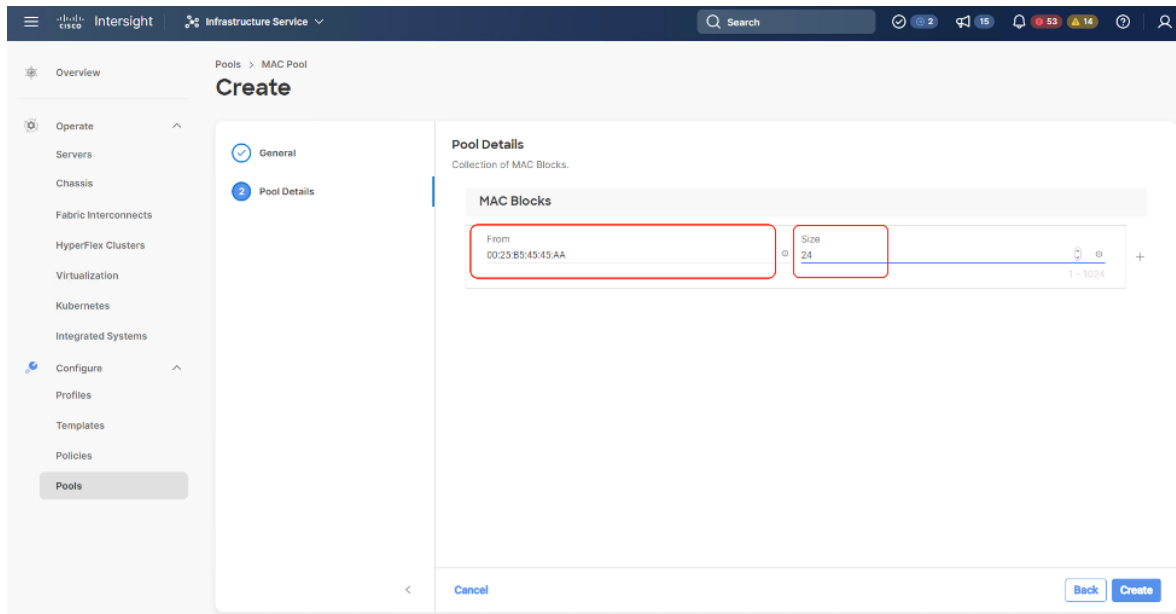 cisco Intersight Infrastructure Service Search 2 15 53 14
Pools > MAC Pool
Create
Overview
Operate
Servers
Chassis
Fabric Interconnects
HyperFlex Clusters
Virtualization
Kubernetes
Integrated Systems
Configure
Profiles
Templates
Policies
Pools
General
2 Pool Details
Pool Details
Collection of MAC Blocks.
MAC Blocks
From
00:25:B5:45:45:AA
Size
24
1 - 1024
Cancel
Back
Create